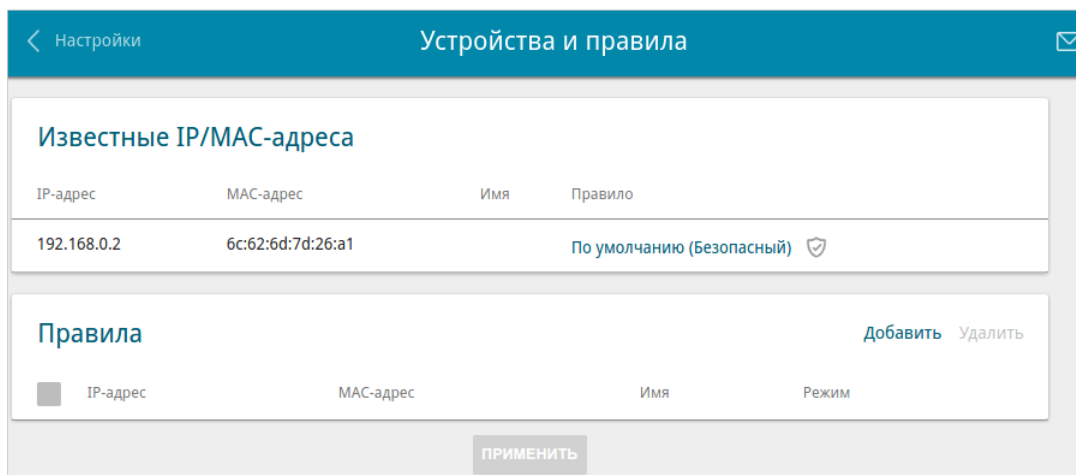 Настройки
Устройства и правила
Известные IP/MAC-адреса
IP-адрес MAC-адрес Имя Правило
192.168.0.2 6c:62:6d:7d:26:a1 По умолчанию (Безопасный)
Правила Добавить Удалить
IP-адрес MAC-адрес Имя Режим
ПРИМЕНИТЬ